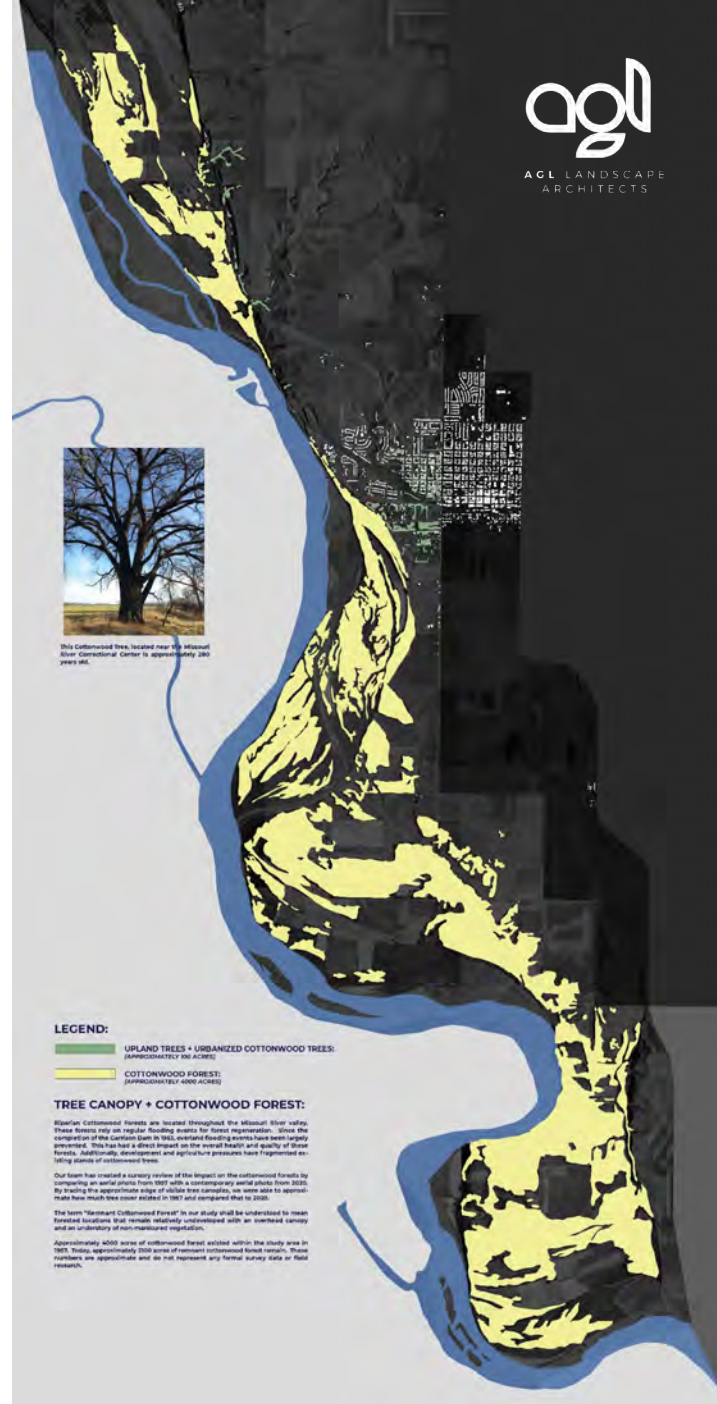 agl
AGL LANDSCAPE
ARCHITECTS
This Cottonwood Tree, located near the Missouri
River Correctional Center is approximately 280
years old.
LEGEND:
UPLAND TREES + URBANIZED COTTONWOOD TREES:
(APPROXIMATELY 100 ACRES)
COTTONWOOD FOREST:
(APPROXIMATELY 4000 ACRES)
TREE CANOPY + COTTONWOOD FOREST:
Riparian Cottonwood Forests are located throughout the Missouri River valley.
These forests rely on regular flooding events for forest regeneration. Since the
completion of the Garrison Dam in 1953, overland flooding events have been largely
prevented. This has had a direct impact on the overall health and quality of these
forests. Additionally, development and agriculture pressures have fragmented ex-
isting stands of cottonwood trees.
Our team has created a cursory review of the impact on the cottonwood forests by
comparing an aerial photo from 1957 with a contemporary aerial photo from 2020.
By tracing the approximate edge of visible tree canopies, we were able to approxi-
mate how much tree cover existed in 1957 and compared that to 2020.
The term "Remnant Cottonwood Forest" in our study shall be understood to mean
forested locations that remain relatively undeveloped with an overhead canopy
and an understory of non-manicured vegetation.
Approximately 4000 acres of cottonwood forest existed within the study area in
1957. Today, approximately acres of remnant cottonwood forest remain. These
numbers are approximate and do not represent any formal survey data or field
research.